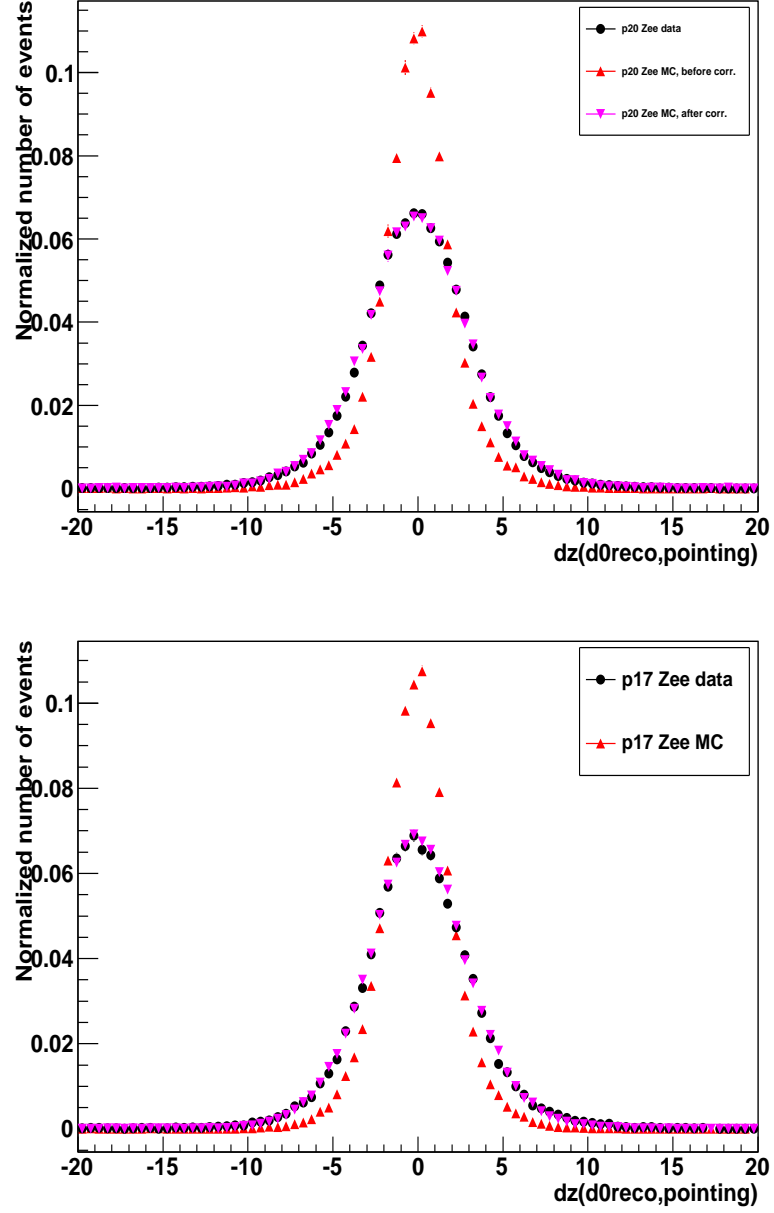 Normalized number of events
0.1
0.08
0.06
0.04
0.02
0
-20 -15 -10 -5 0 5 10 15 20
dz(d0reco,pointing)
p20 Zee data
p20 Zee MC, before corr.
p20 Zee MC, after corr.
Normalized number of events
0.1
0.08
0.06
0.04
0.02
0
-20 -15 -10 -5 0 5 10 15 20
dz(d0reco,pointing)
p17 Zee data
p17 Zee MC